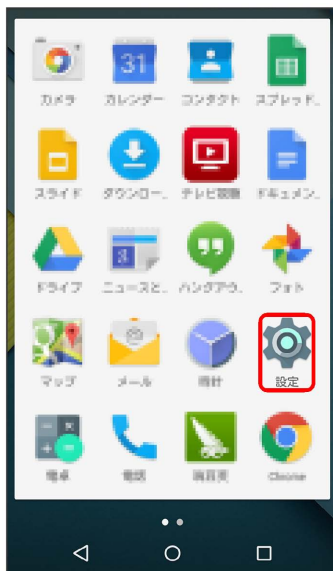 カメラ
カレンダー
31
コンタクト
スプレッド.
スライド
ダウンロー.
テレビ視聴
ドキュメン.
ドライブ
ニュースと.
ハングアウ.
フォト
マップ
メール
時計
設定
電卓
電話
Chrome